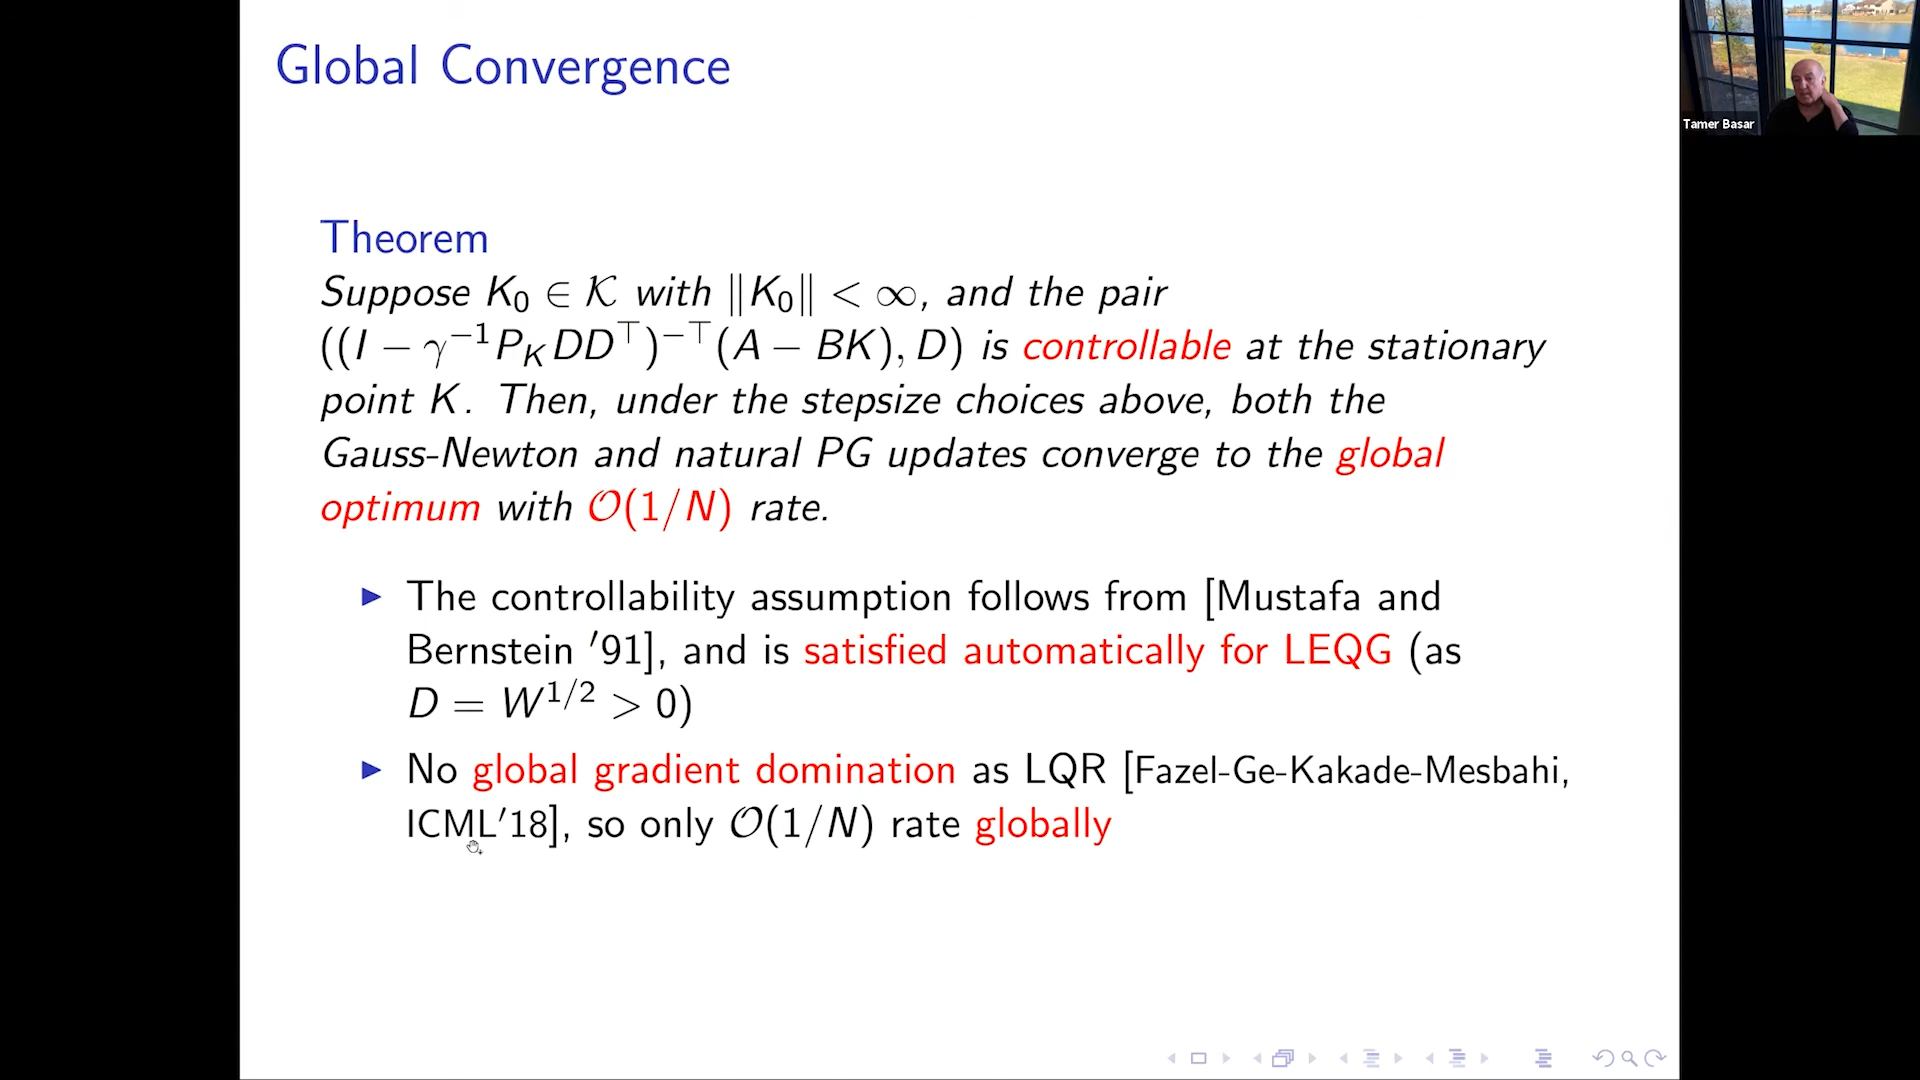 Global Convergence
Tamer Basar
Theorem
Suppose K₀ ∈ 𝒦 with ‖K₀‖ < ∞, and the pair
((I − γ⁻¹P_K DD^⊤)^{−⊤}(A − BK), D) is controllable at the stationary
point K. Then, under the stepsize choices above, both the
Gauss-Newton and natural PG updates converge to the global
optimum with 𝒪(1/N) rate.
▶ The controllability assumption follows from [Mustafa and
Bernstein ′91], and is satisfied automatically for LEQG (as
D = W^{1/2} > 0)
▶ No global gradient domination as LQR [Fazel-Ge-Kakade-Mesbahi,
ICML′18], so only 𝒪(1/N) rate globally